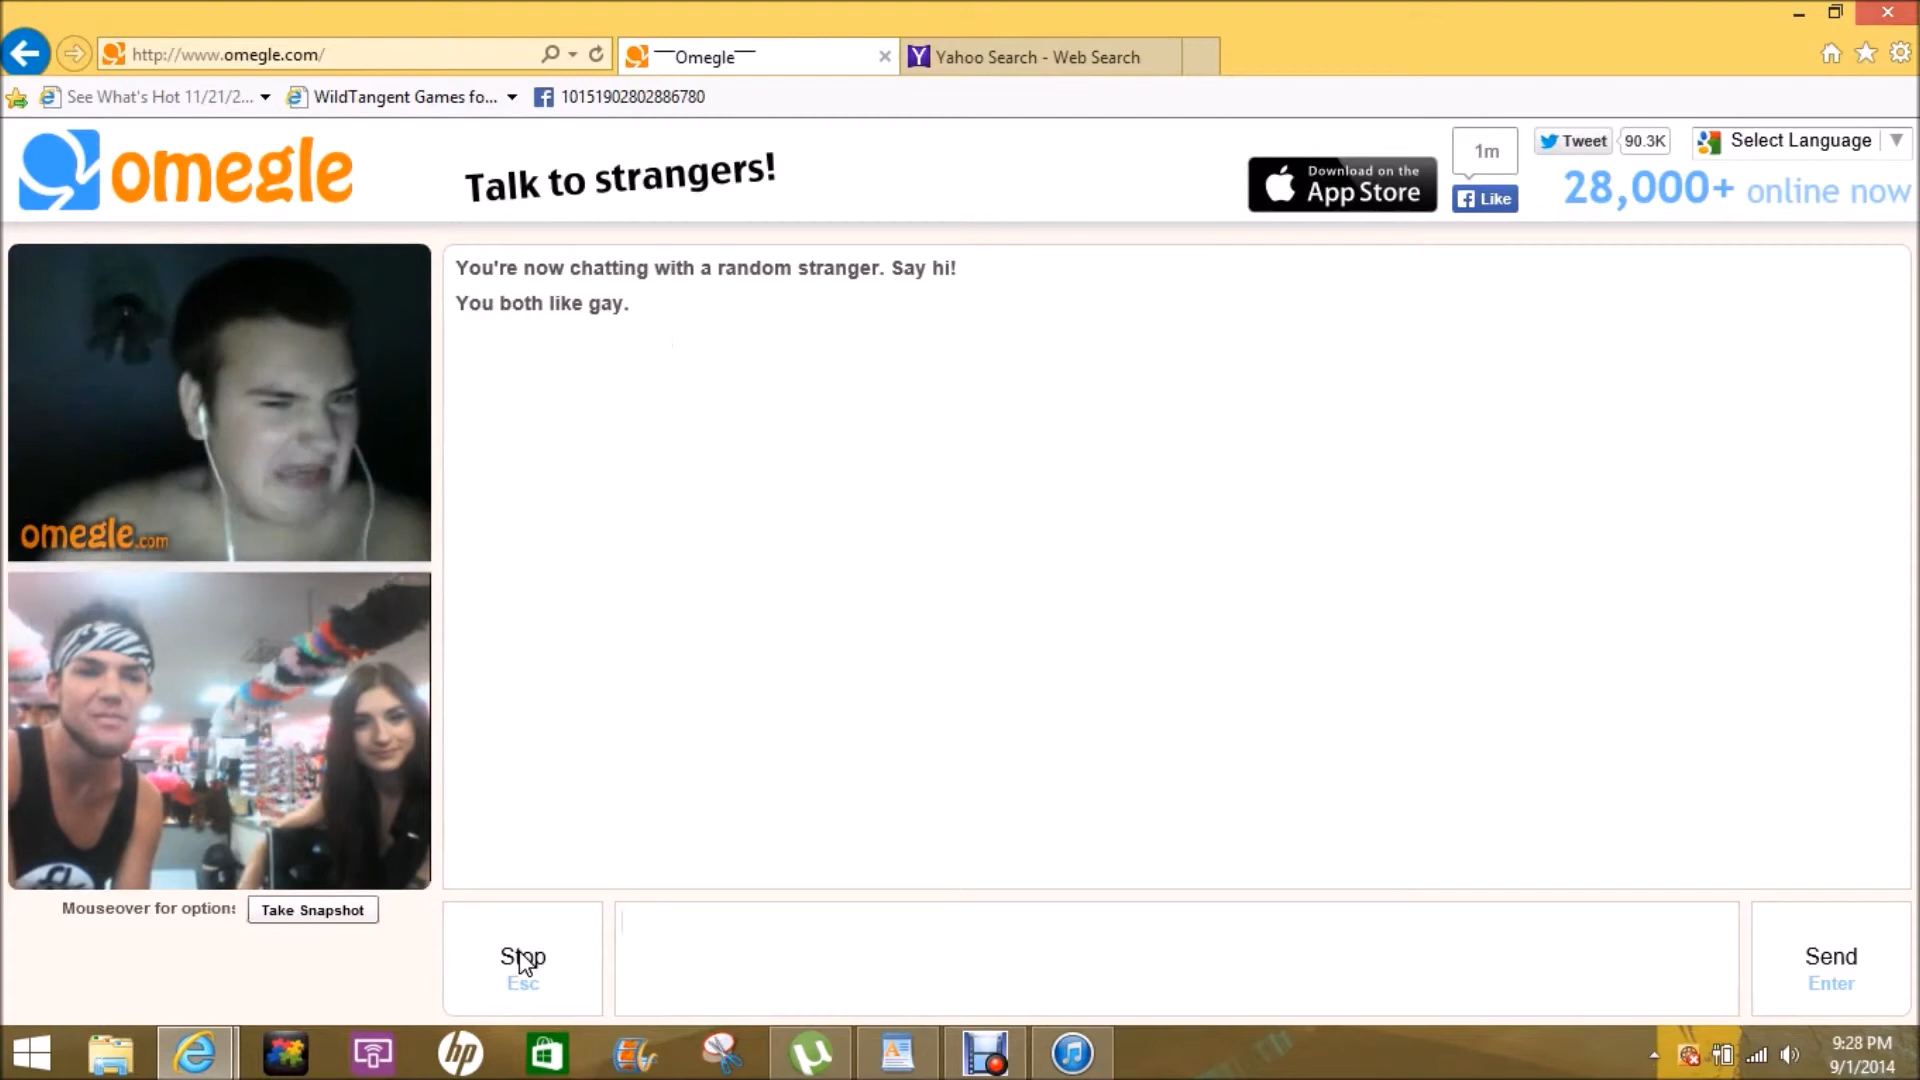 http://www.omegle.com/
Omegle
Yahoo Search - Web Search
See What's Hot 11/21/2...
WildTangent Games fo...
10151902802886780
omegle
Talk to strangers!
Download on the
App Store
1m
Like
Tweet
90.3K
Select Language
28,000+ online now
You're now chatting with a random stranger. Say hi!
You both like gay.
omegle.com
Mouseover for options
Take Snapshot
Stop
Esc
Send
Enter
hp
9:28 PM
9/1/2014